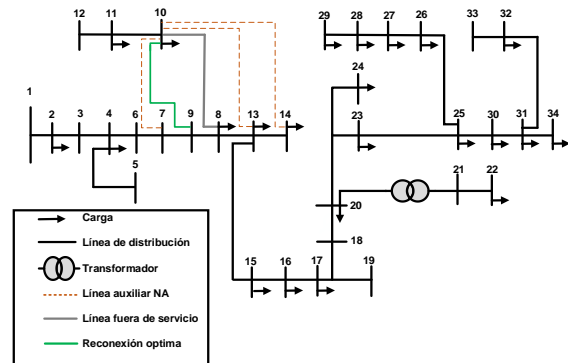 12 11 10 29 28 27 26 33 32
1 24
2 3 4 6 7 9 8 13 14 23 25 30 31 34
5 21 22
20
18
15 16 17 19
Carga
Línea de distribución
Transformador
Línea auxiliar NA
Línea fuera de servicio
Reconexión optima